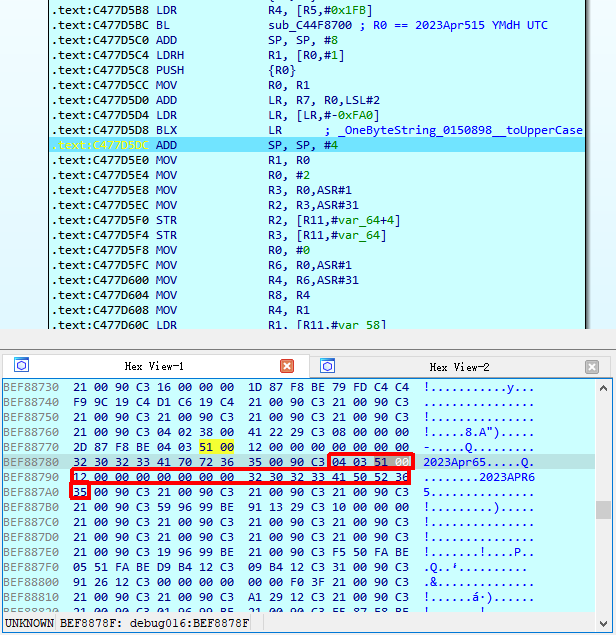 .text:C477D5B8 LDR R4, [R5,#0x1FB]
.text:C477D5BC BL sub_C44F8700 ; R0 == 2023Apr515 YMdH UTC
.text:C477D5C0 ADD SP, SP, #8
.text:C477D5C4 LDRH R1, [R0,#1]
.text:C477D5C8 PUSH {R0}
.text:C477D5CC MOV R0, R1
.text:C477D5D0 ADD LR, R7, R0,LSL#2
.text:C477D5D4 LDR LR, [LR,#-0xFA0]
.text:C477D5D8 BLX LR ; _OneByteString_0150898__toUpperCase
.text:C477D5DC ADD SP, SP, #4
.text:C477D5E0 MOV R1, R0
.text:C477D5E4 MOV R0, #2
.text:C477D5E8 MOV R3, R0,ASR#1
.text:C477D5EC MOV R2, R3,ASR#31
.text:C477D5F0 STR R2, [R11,#var_64+4]
.text:C477D5F4 STR R3, [R11,#var_64]
.text:C477D5F8 MOV R0, #0
.text:C477D5FC MOV R6, R0,ASR#1
.text:C477D600 MOV R4, R6,ASR#31
.text:C477D604 MOV R8, R4
.text:C477D608 MOV R4, R1
.text:C477D60C LDR R1, [R11,#var_58]
Hex View-1
Hex View-2
BEF88730 21 00 90 C3 16 00 00 00 1D 87 F8 BE 79 FD C4 C4 !...........y...
BEF88740 F9 9C 19 C4 D1 C6 19 C4 21 00 90 C3 21 00 90 C3 ........!...!...
BEF88750 21 00 90 C3 21 00 90 C3 21 00 90 C3 21 00 90 C3 !...!...!...!...
BEF88760 21 00 90 C3 04 02 38 00 41 22 29 C3 08 00 00 00 !.....8.A").....
BEF88770 2D 87 F8 BE 04 03 51 00 12 00 00 00 00 00 00 00 -.....Q.........
BEF88780 32 30 32 33 41 70 72 36 35 00 90 C3 04 03 51 00 2023Apr65.....Q.
BEF88790 12 00 00 00 00 00 00 00 32 30 32 33 41 50 52 36 ........2023APR6
BEF887A0 35 00 90 C3 21 00 90 C3 21 00 90 C3 21 00 90 C3 5...!...!...!...
BEF887B0 21 00 90 C3 59 96 99 BE 91 13 29 C3 10 00 00 00 !.........).....
BEF887C0 21 00 90 C3 21 00 90 C3 21 00 90 C3 21 00 90 C3 !...!...!...!...
BEF887D0 21 00 90 C3 21 00 90 C3 21 00 90 C3 21 00 90 C3 !...!...!...!...
BEF887E0 21 00 90 C3 19 96 99 BE 21 00 90 C3 F5 50 FA BE !.......!....P..
BEF887F0 05 51 FA BE D9 B4 12 C3 09 B4 12 C3 31 00 90 C3
BEF88800 91 26 12 C3 00 00 00 00 00 00 F0 3F 21 00 90 C3
BEF88810 21 00 90 C3 21 00 90 C3 A1 29 12 C3 21 00 90 C3
BEF88820 21 00 90 C3 01 96 99 BE 21 00 90 C3
UNKNOWN BEF8878F: debug016:BEF8878F